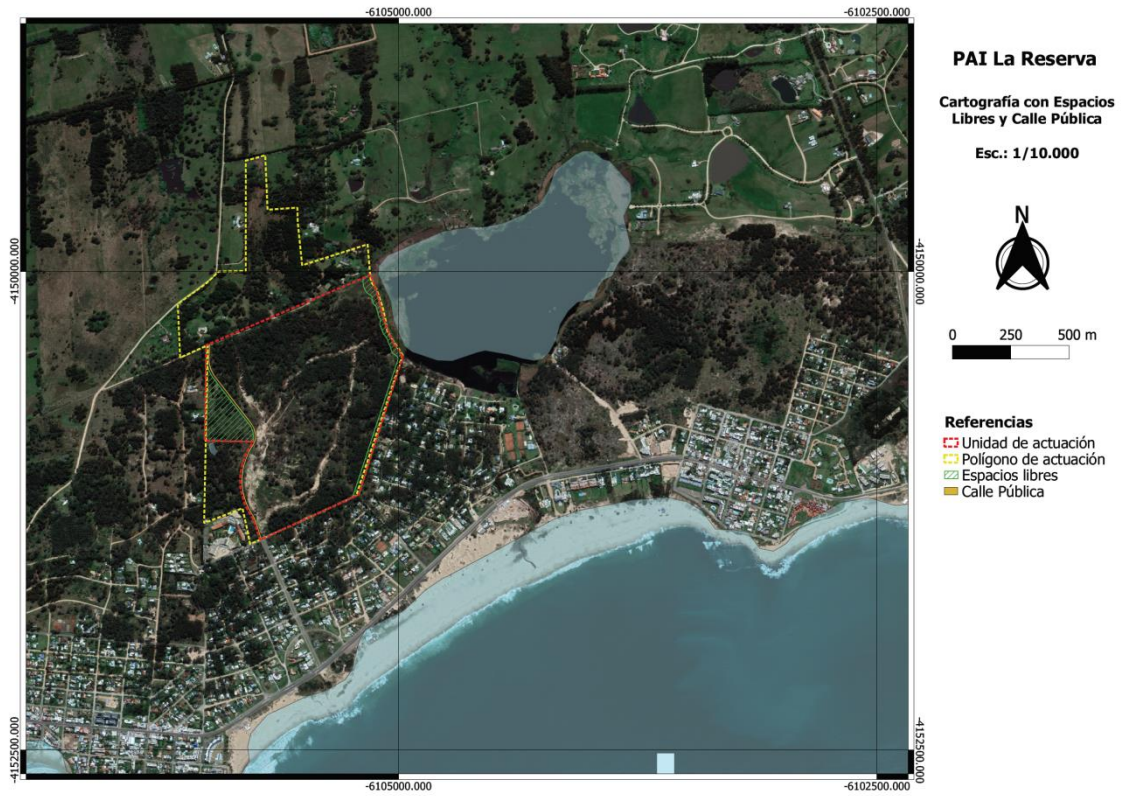 -6105000.000
-6102500.000
PAI La Reserva
Cartografía con Espacios
Libres y Calle Pública
Esc.: 1/10.000
N
0 250 500 m
-4150000.000
-4150000.000
Referencias
Unidad de actuación
Polígono de actuación
Espacios libres
Calle Pública
-4152500.000
-4152500.000
-6105000.000
-6102500.000